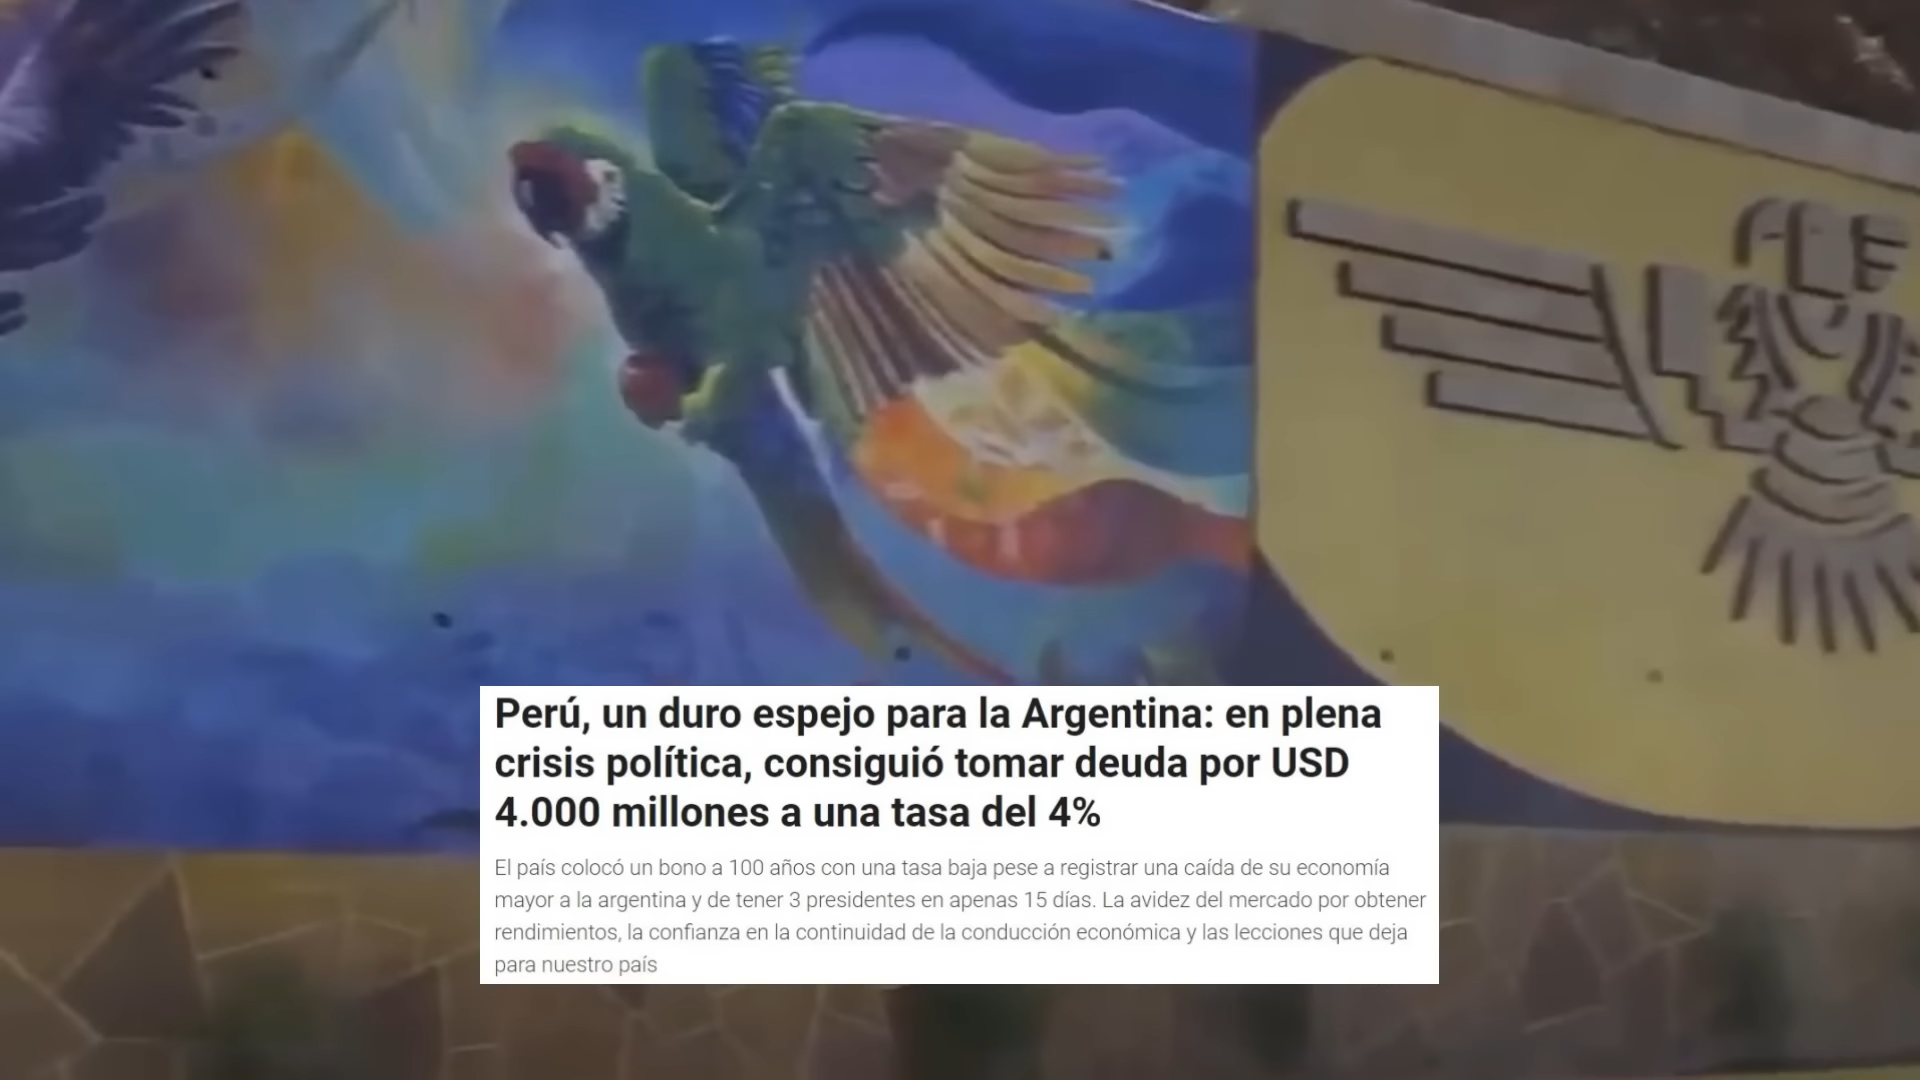 Perú, un duro espejo para la Argentina: en plena
crisis política, consiguió tomar deuda por USD
4.000 millones a una tasa del 4%
El país colocó un bono a 100 años con una tasa baja pese a registrar una caída de su economía
mayor a la argentina y de tener 3 presidentes en apenas 15 días. La avidez del mercado por obtener
rendimientos, la confianza en la continuidad de la conducción económica y las lecciones que deja
para nuestro país